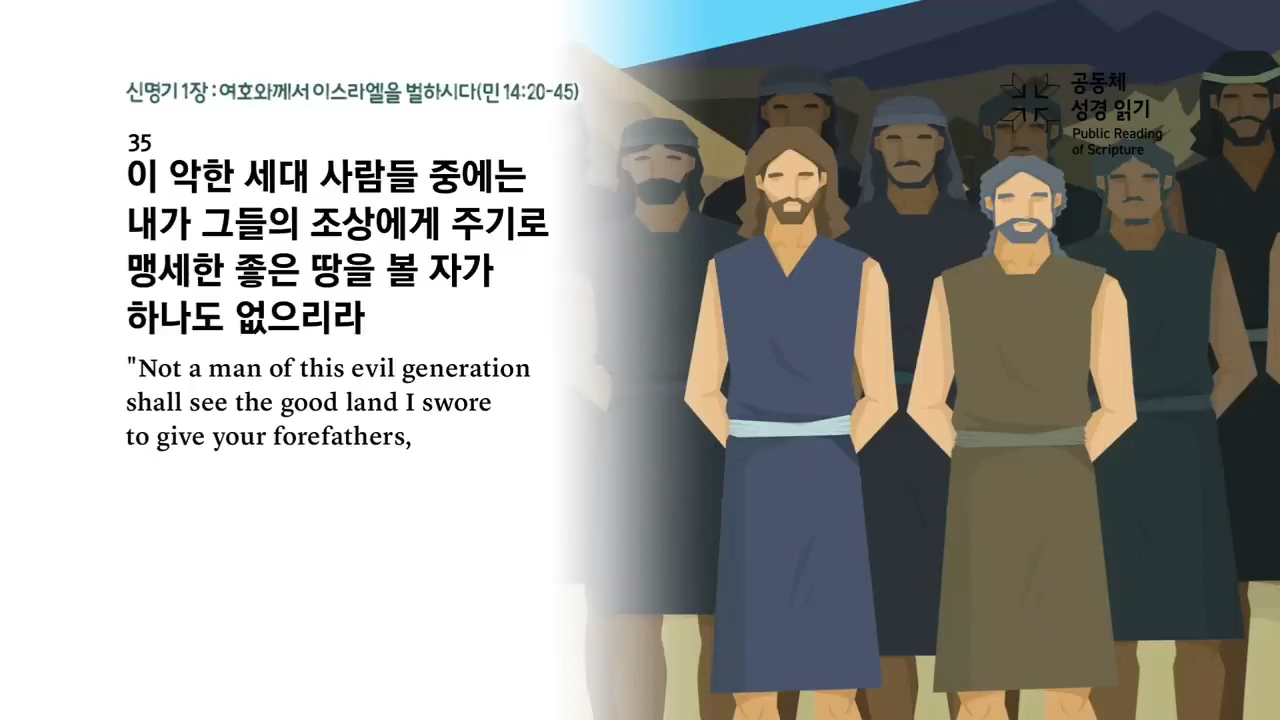 신명기 1장 : 여호와께서 이스라엘을 벌하시다(민 14:20-45)
35
이 악한 세대 사람들 중에는
내가 그들의 조상에게 주기로
맹세한 좋은 땅을 볼 자가
하나도 없으리라
"Not a man of this evil generation
shall see the good land I swore
to give your forefathers,
공동체
성경 읽기
Public Reading
of Scripture